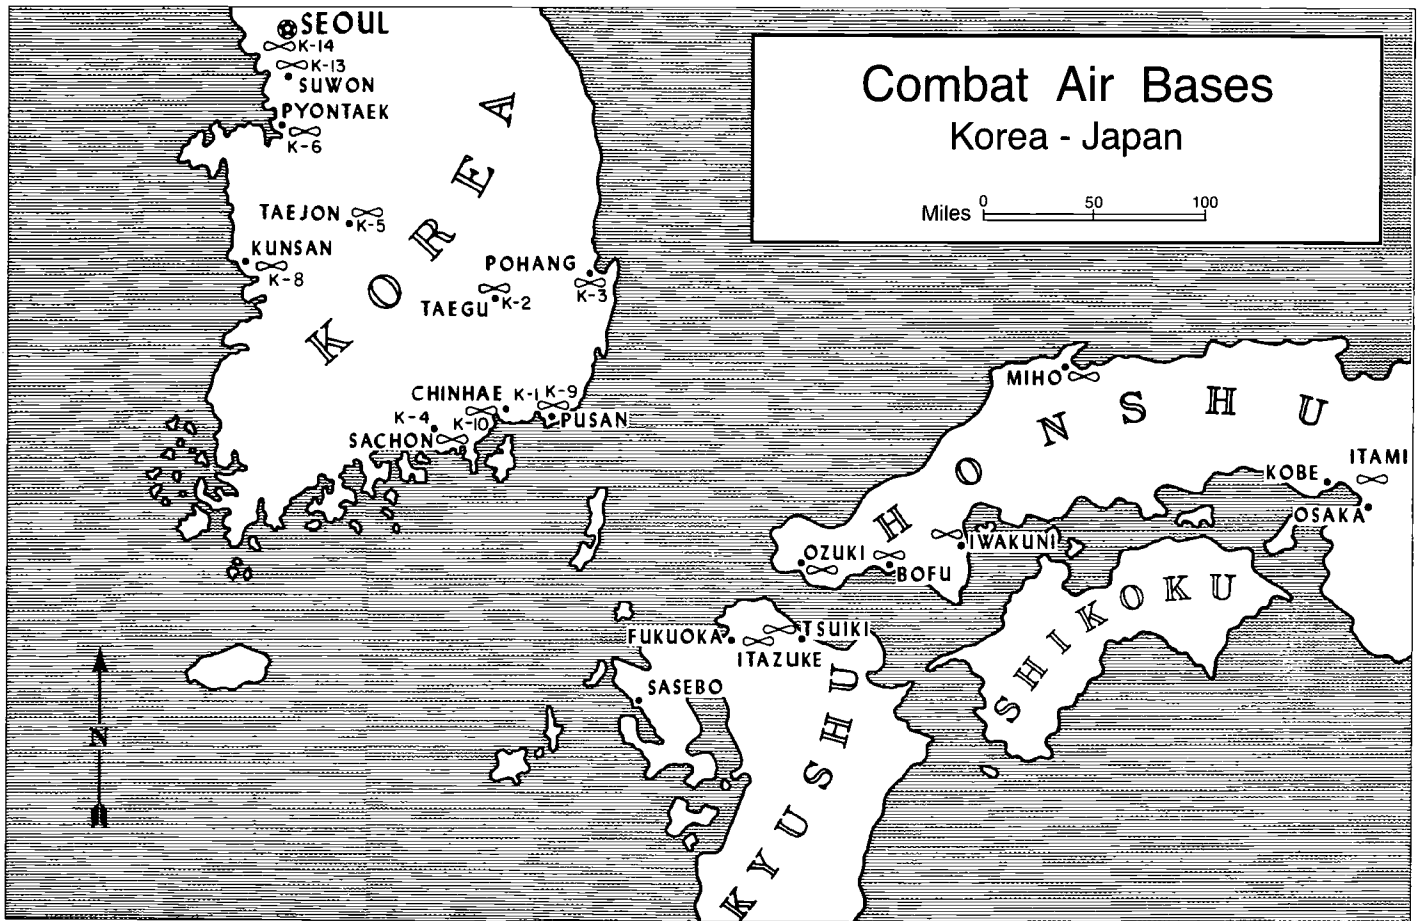 SEOUL
K-14
K-13
SUWON
PYONTAEK
K-6
TAEJON
K-5
KUNSAN
K-8
POHANG
K-3
TAEGU
K-2
KOREA
CHINHAE
K-1
K-9
K-4
K-10
PUSAN
SACHON
Combat Air Bases
Korea - Japan
Miles 0 50 100
MIHO
HONSHU
ITAMI
KOBE
OSAKA
IWAKUNI
OZUKI
BOFU
SHIKOKU
FUKUOKA
TSUIKI
ITAZUKE
SASEBO
KYUSHU
N